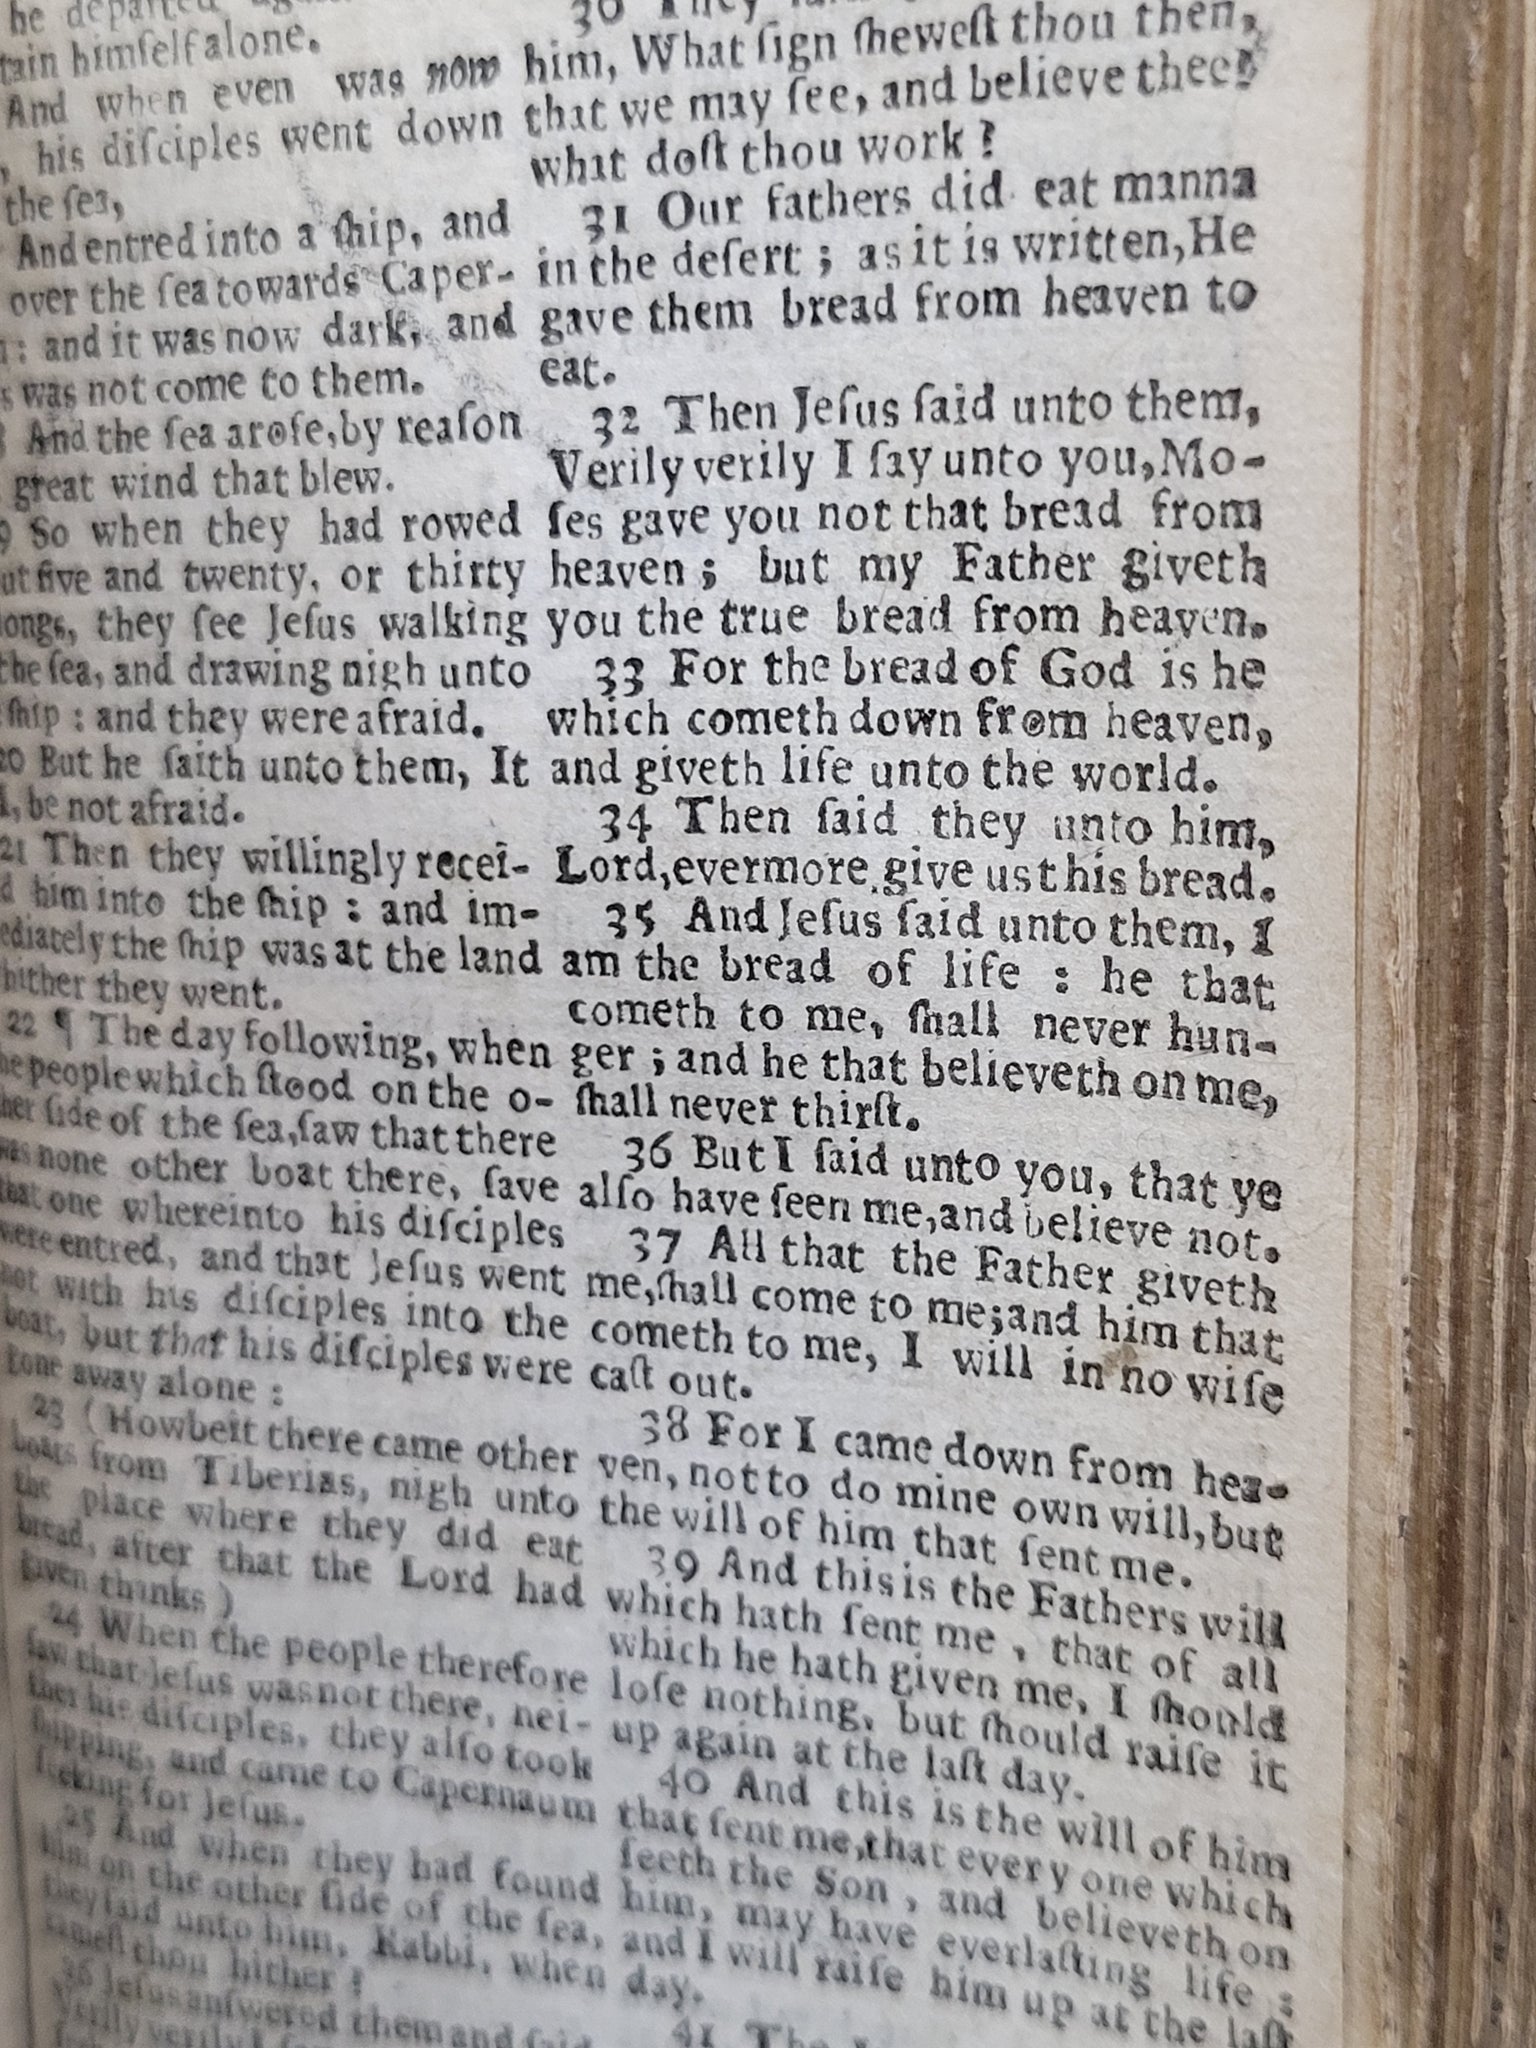 he departed again
tain himſelf alone.
And when even was now
, his diſciples went down
the ſea,
And entred into a ſhip, and
over the ſea towards Caper-
: and it was now dark, and
s was not come to them.
And the ſea aroſe, by reaſon
great wind that blew.
9 So when they had rowed
ut five and twenty, or thirty
longs, they ſee Jeſus walking
the ſea, and drawing nigh unto
ſhip : and they were afraid.
20 But he ſaith unto them, It
, be not afraid.
21 Then they willingly recei-
d him into the ſhip : and im-
ediately the ſhip was at the land
hither they went.
22 ¶ The day following, when
he people which ſtood on the o-
her ſide of the ſea, ſaw that there
was none other boat there, ſave
that one whereinto his diſciples
were entred, and that Jeſus went
not with his diſciples into the
boat, but that his diſciples were
gone away alone :
23 (Howbeit there came other
boats from Tiberias, nigh unto
the place where they did eat
bread, after that the Lord had
given thanks)
24 When the people therefore
ſaw that Jeſus was not there, nei-
ther his diſciples, they alſo took
ſhipping, and came to Capernaum
ſeeking for Jeſus.
25 And when they had found
him on the other ſide of the ſea,
they ſaid unto him, Rabbi, when
cameſt thou hither ?
26 Jeſus anſwered them and ſaid
Verily verily I
30 They
him, What ſign ſheweſt thou then,
that we may ſee, and believe thee?
what doſt thou work ?
31 Our fathers did eat manna
in the deſert ; as it is written, He
gave them bread from heaven to
eat.
32 Then Jeſus ſaid unto them,
Verily verily I ſay unto you, Mo-
ſes gave you not that bread from
heaven ; but my Father giveth
you the true bread from heaven.
33 For the bread of God is he
which cometh down from heaven,
and giveth life unto the world.
34 Then ſaid they unto him,
Lord, evermore give us this bread.
35 And Jeſus ſaid unto them, I
am the bread of life : he that
cometh to me, ſhall never hun-
ger ; and he that believeth on me,
ſhall never thirſt.
36 But I ſaid unto you, that ye
alſo have ſeen me, and believe not.
37 All that the Father giveth
me, ſhall come to me; and him that
cometh to me, I will in no wiſe
caſt out.
38 For I came down from hea-
ven, not to do mine own will, but
the will of him that ſent me.
39 And this is the Fathers will
which hath ſent me , that of all
which he hath given me, I ſhould
loſe nothing, but ſhould raiſe it
up again at the laſt day.
40 And this is the will of him
that ſent me, that every one which
ſeeth the Son , and believeth on
him, may have everlaſting life :
and I will raiſe him up at the laſt
day.
41 The